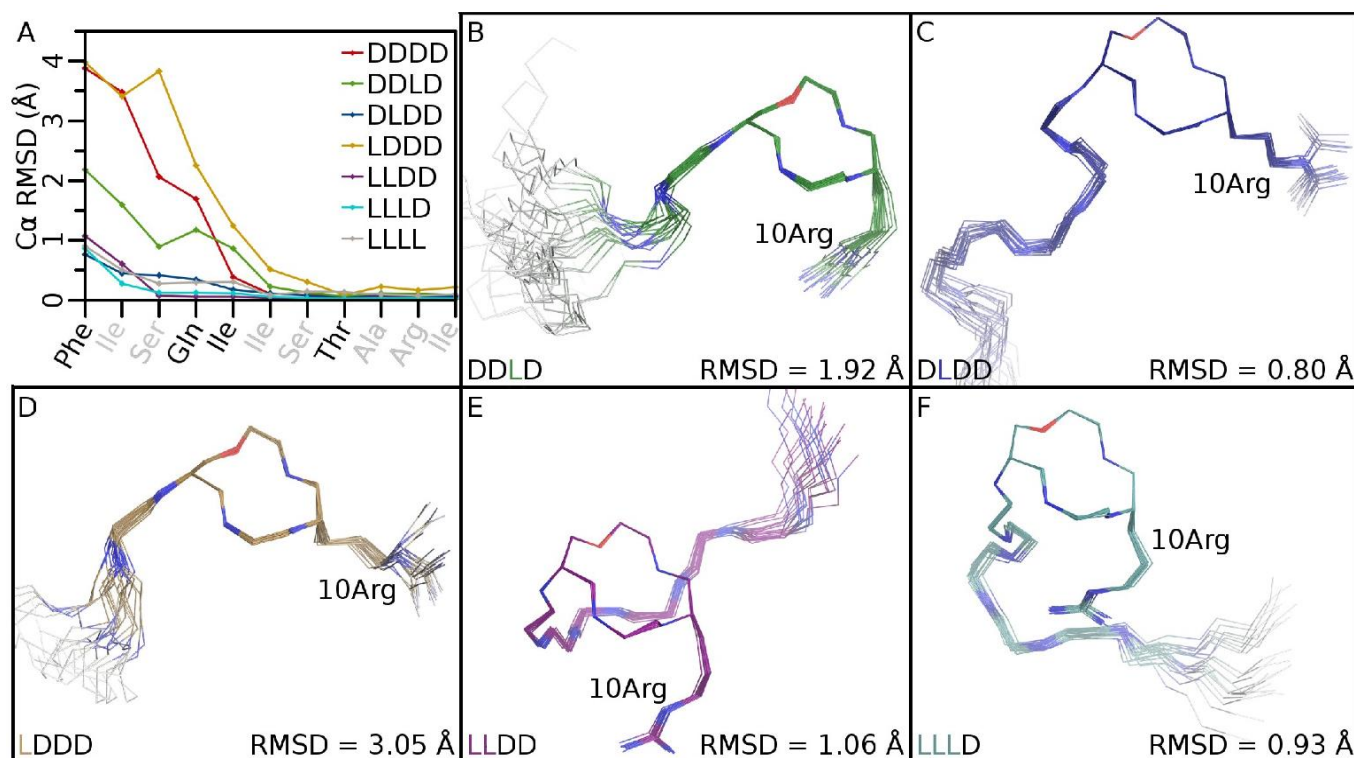 A
Cα RMSD (Å)
4
3
2
1
0
DDDD
DDLD
DLDD
LDDD
LLDD
LLLD
LLLL
Phe
Ile
Ser
Gln
Ile
Ile
Ser
Thr
Ala
Arg
Ile
B
10Arg
DDLD RMSD = 1.92 Å
C
10Arg
DLDD RMSD = 0.80 Å
D
10Arg
LDDD RMSD = 3.05 Å
E
10Arg
LLDD RMSD = 1.06 Å
F
10Arg
LLLD RMSD = 0.93 Å